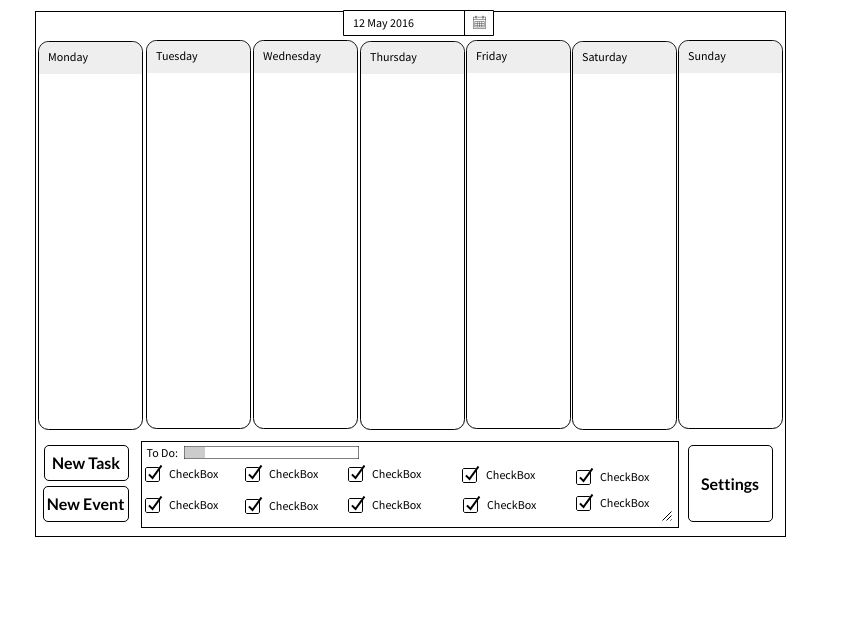 12 May 2016
Monday Tuesday Wednesday Thursday Friday Saturday Sunday
New Task
New Event
To Do:
CheckBox CheckBox CheckBox CheckBox CheckBox
CheckBox CheckBox CheckBox CheckBox CheckBox
Settings